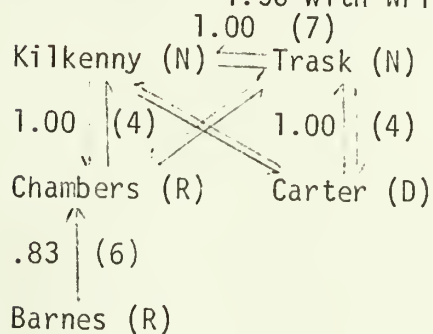 1.00 (7)
Kilkenny (N) Trask (N)
1.00 (4) 1.00 (4)
Chambers (R) Carter (D)
.83 (6)
Barnes (R)